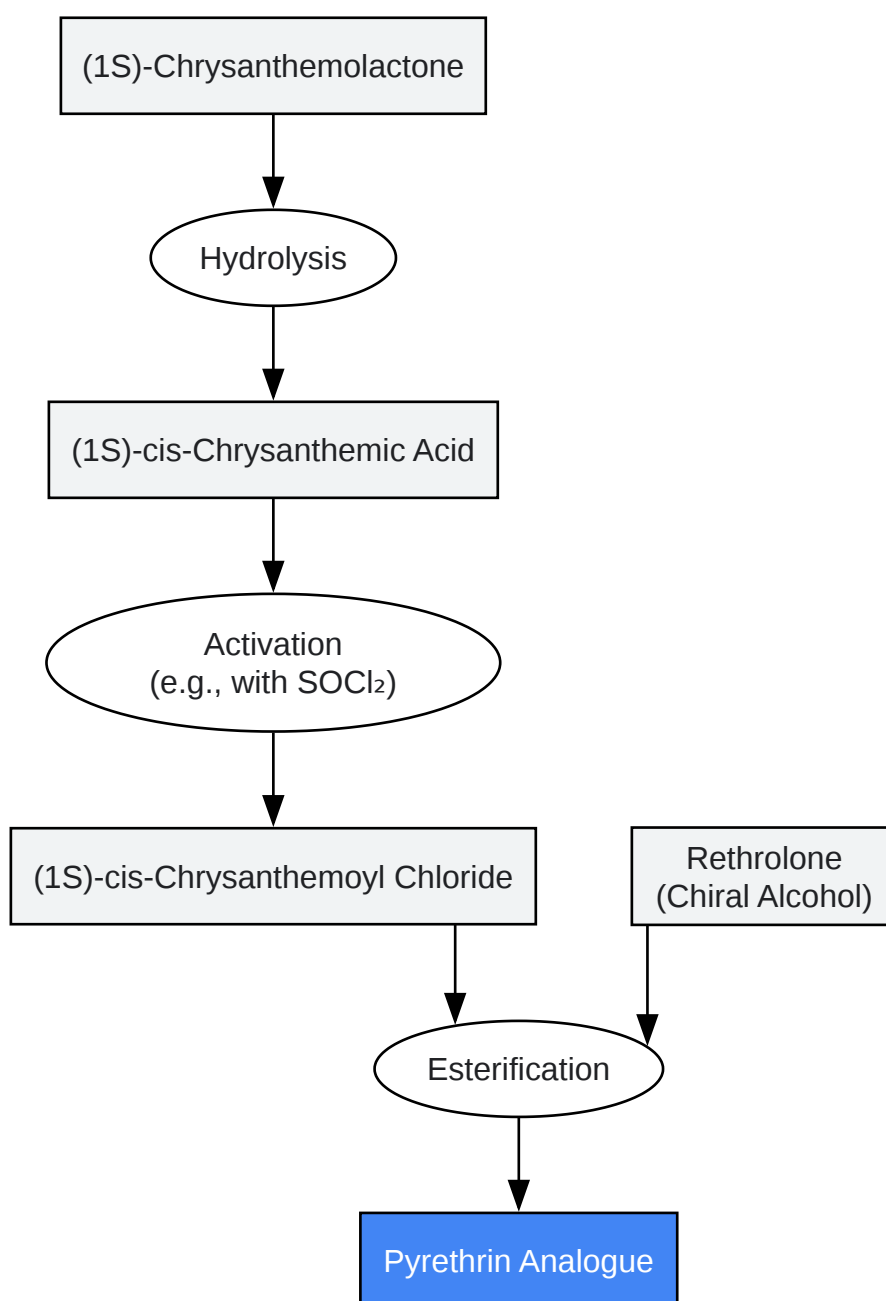 (1S)-Chrysanthemolactone
Hydrolysis
(1S)-cis-Chrysanthemic Acid
Activation
(e.g., with SOCl₂)
(1S)-cis-Chrysanthemoyl Chloride
Rethrolone
(Chiral Alcohol)
Esterification
Pyrethrin Analogue